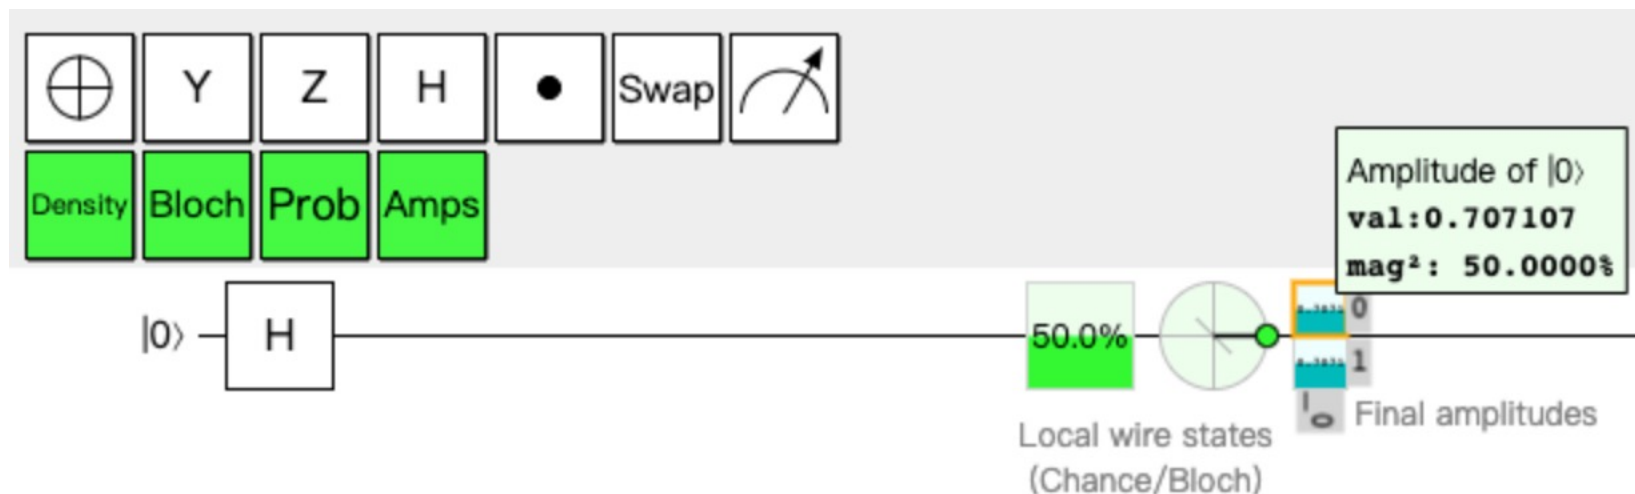 Y Z H Swap
Density Bloch Prob Amps
Amplitude of |0⟩
val:0.707107
mag²: 50.0000%
|0⟩ H 50.0% 0
1
Local wire states
(Chance/Bloch)
Final amplitudes